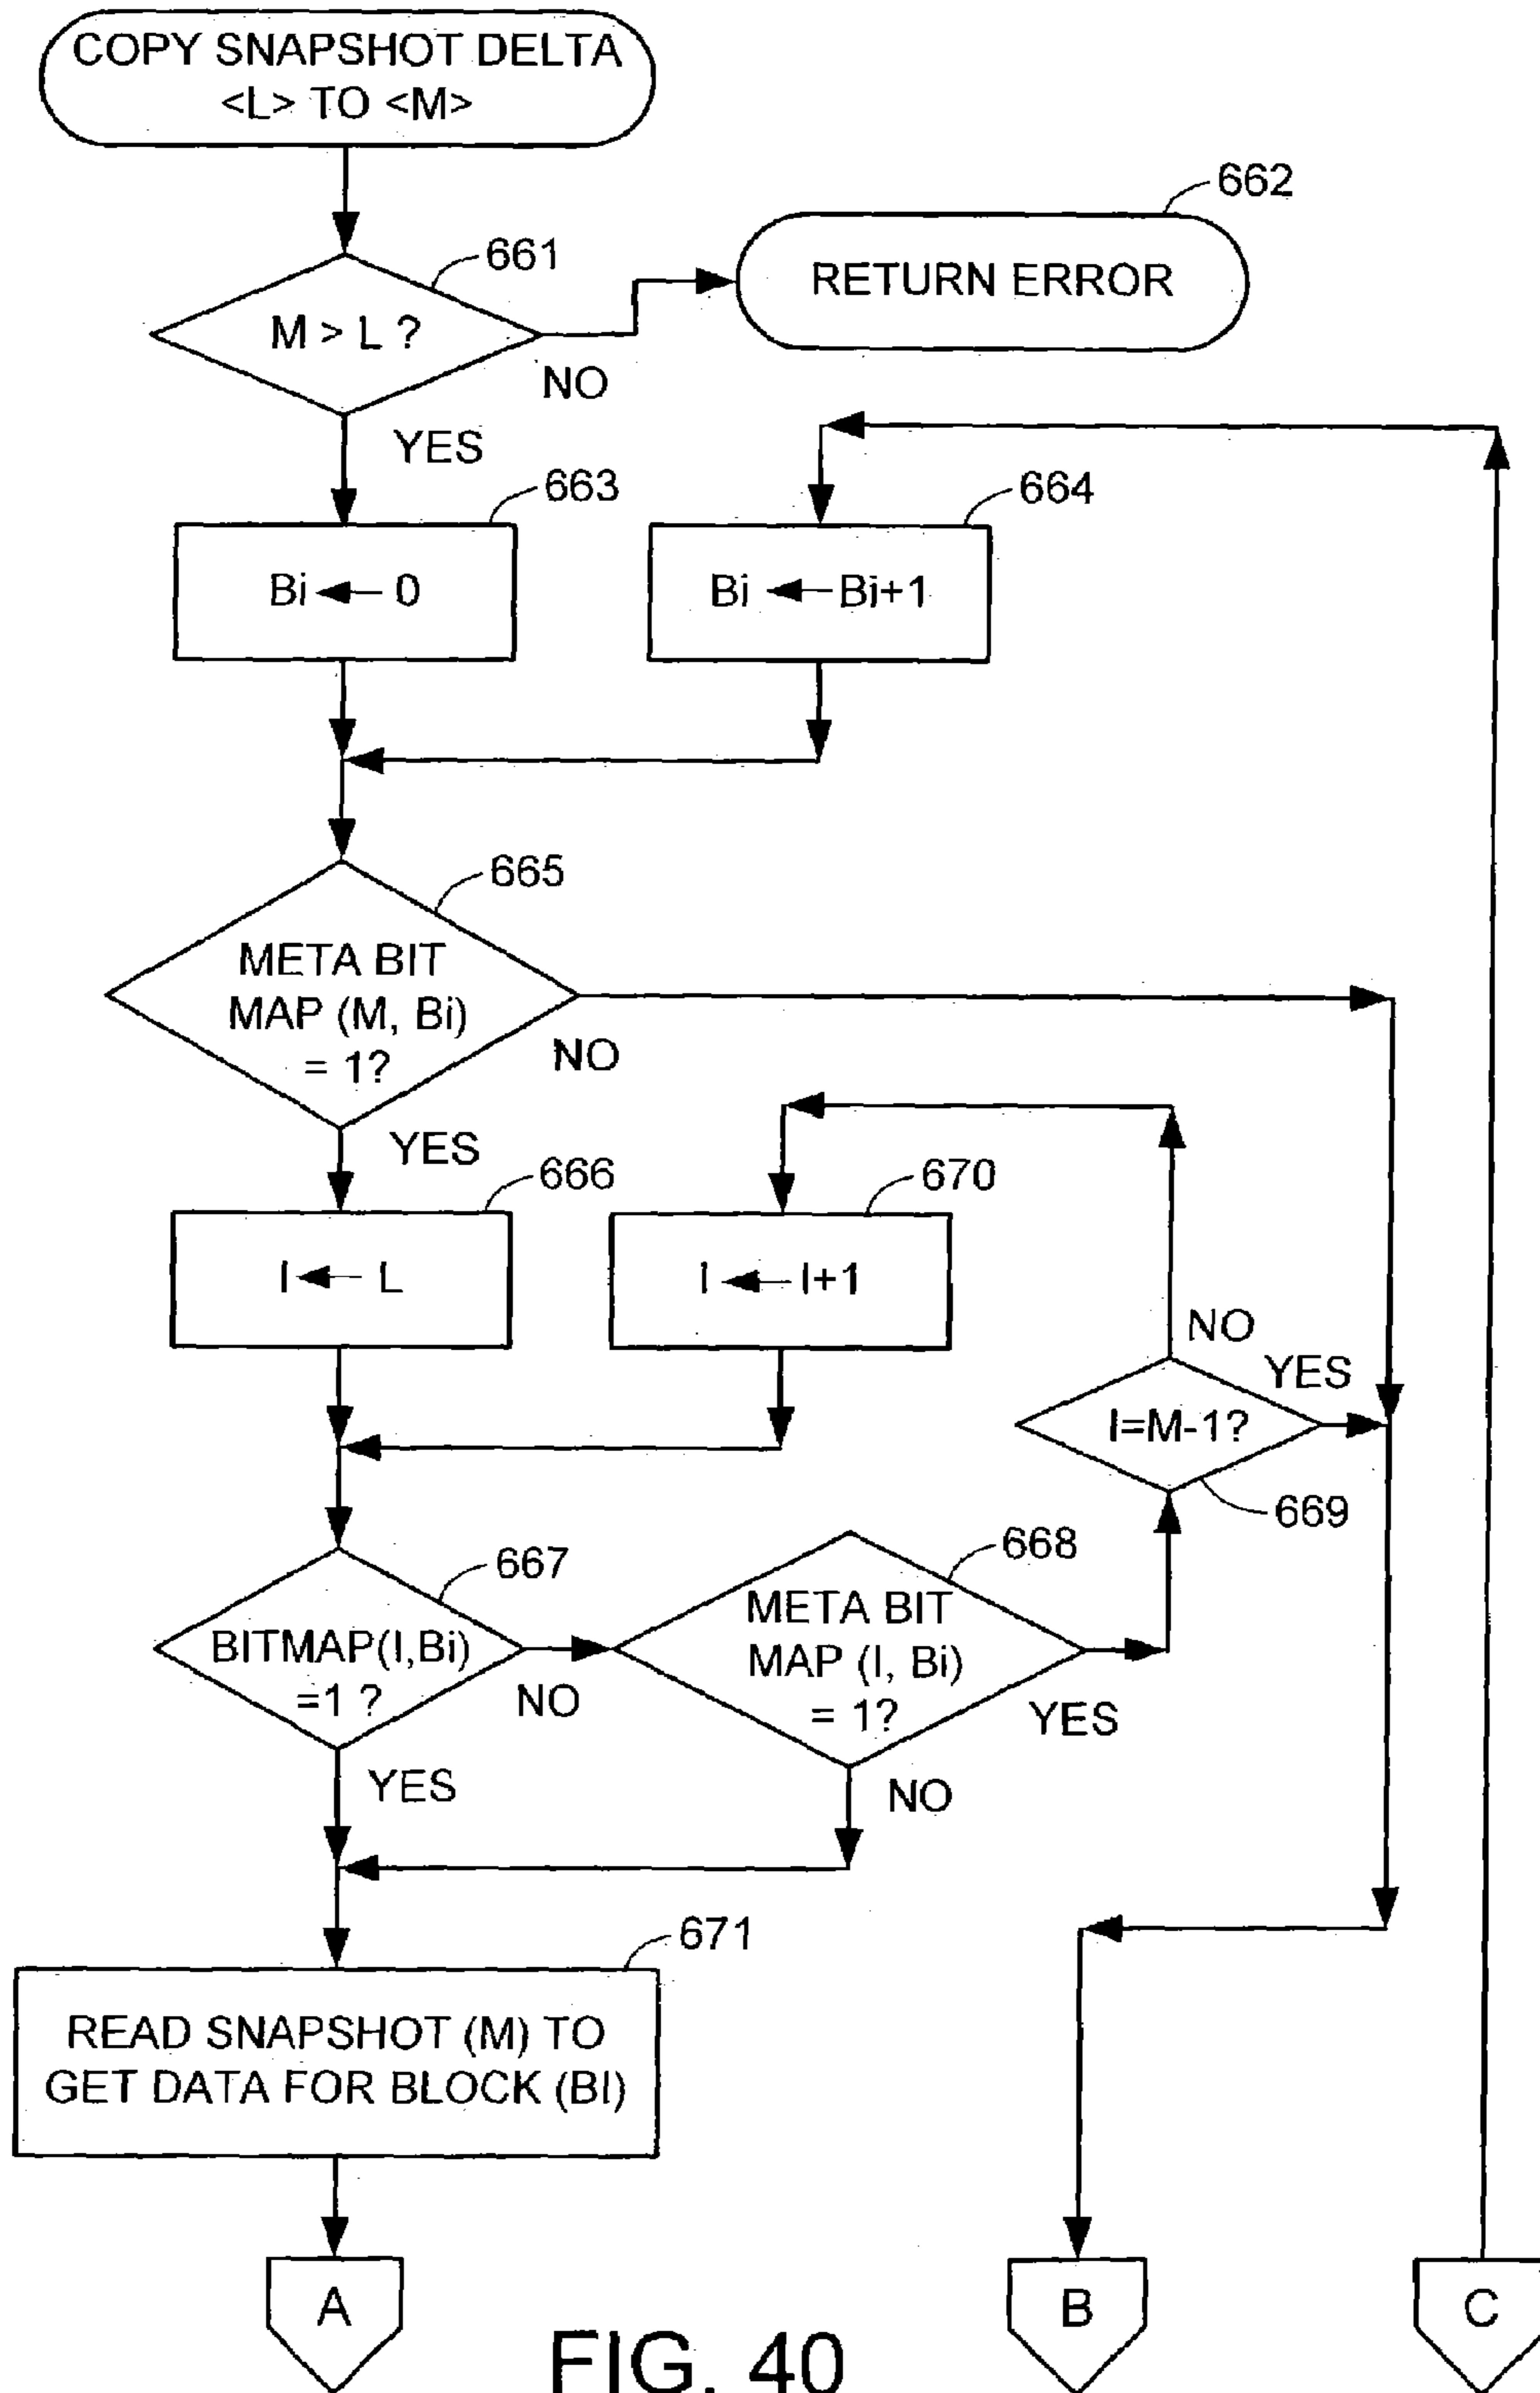 COPY SNAPSHOT DELTA
<L> TO <M>
662
RETURN ERROR
661
M > L ?
NO
YES
663
664
Bi ← 0
Bi ← Bi+1
665
META BIT
MAP (M, Bi)
= 1?
NO
YES
666
670
I ← L
I ← I+1
NO
YES
I=M-1?
669
667
668
BITMAP(I,Bi)
=1 ?
NO
META BIT
MAP (I, Bi)
= 1?
YES
YES
NO
671
READ SNAPSHOT (M) TO
GET DATA FOR BLOCK (BI)
A
B
C
FIG. 40